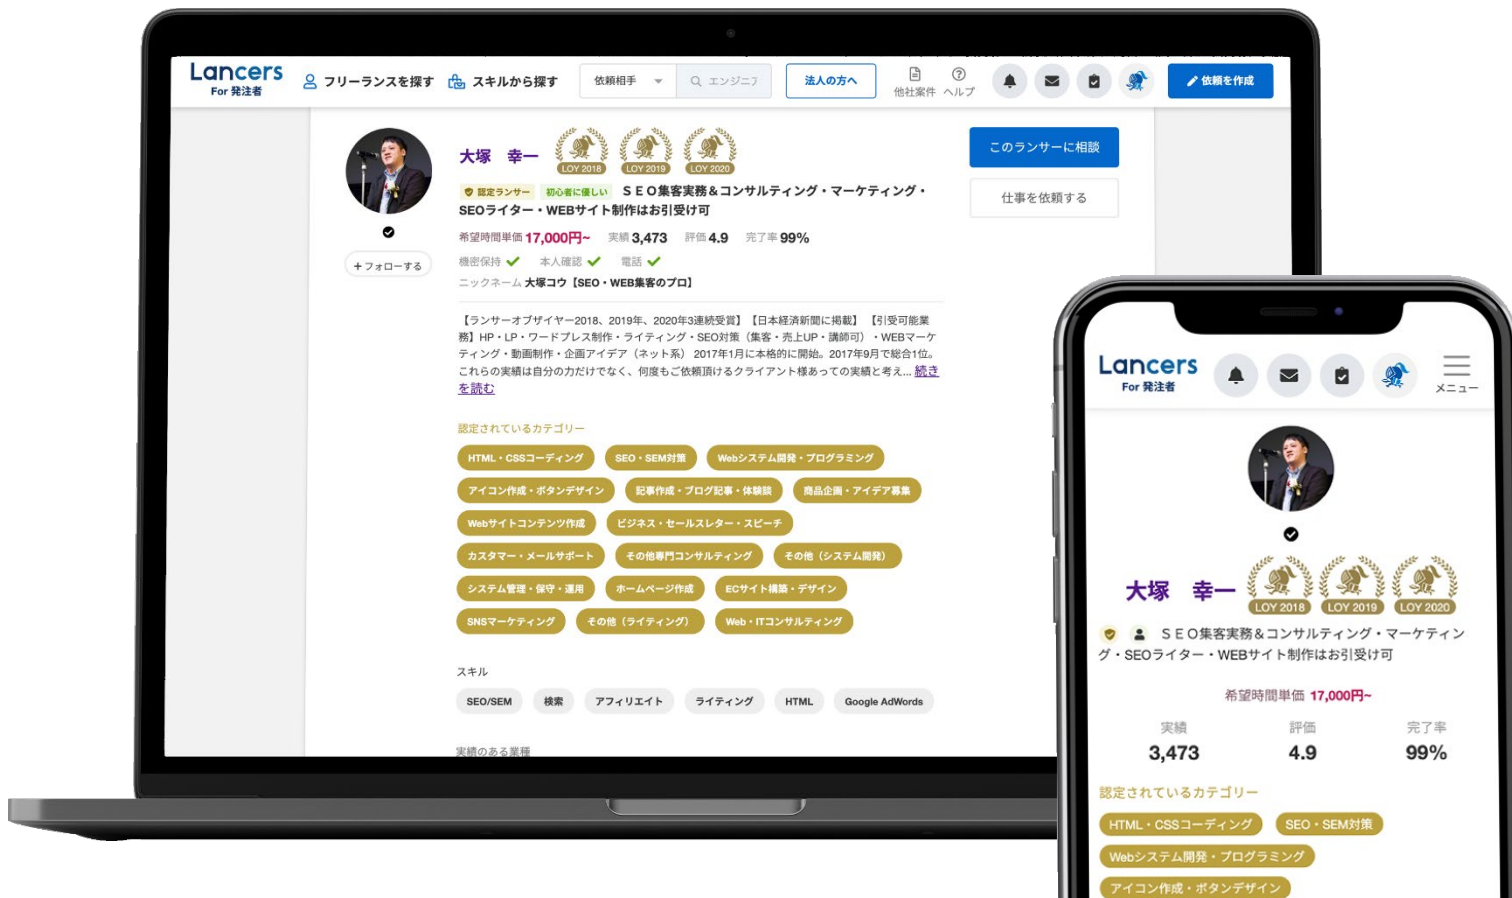 Lancers
For 発注者
フリーランスを探す
スキルから探す
依頼相手
エンジニア
法人の方へ
他社案件
ヘルプ
依頼を作成
大塚 幸一
LOY 2018
LOY 2019
LOY 2020
認定ランサー 初心者に優しい ＳＥＯ集客実務＆コンサルティング・マーケティング・
SEOライター・WEBサイト制作はお引受け可
希望時間単価 17,000円~ 実績 3,473 評価 4.9 完了率 99%
機密保持 本人確認 電話
ニックネーム 大塚コウ【SEO・WEB集客のプロ】
+フォローする
このランサーに相談
仕事を依頼する
【ランサーオブザイヤー2018、2019年、2020年3連続受賞】【日本経済新聞に掲載】 【引受可能業
務】HP・LP・ワードプレス制作・ライティング・SEO対策（集客・売上UP・講師可）・WEBマーケ
ティング・動画制作・企画アイデア（ネット系） 2017年1月に本格的に開始。2017年9月で総合1位。
これらの実績は自分の力だけでなく、何度もご依頼頂けるクライアント様あっての実績と考え... 続き
を読む
認定されているカテゴリー
HTML・CSSコーディング SEO・SEM対策 Webシステム開発・プログラミング
アイコン作成・ボタンデザイン 記事作成・ブログ記事・体験談 商品企画・アイデア募集
Webサイトコンテンツ作成 ビジネス・セールスレター・スピーチ
カスタマー・メールサポート その他専門コンサルティング その他（システム開発）
システム管理・保守・運用 ホームページ作成 ECサイト構築・デザイン
SNSマーケティング その他（ライティング） Web・ITコンサルティング
スキル
SEO/SEM 検索 アフィリエイト ライティング HTML Google AdWords
実績のある業種
Lancers
For 発注者
メニュー
大塚 幸一
LOY 2018
LOY 2019
LOY 2020
ＳＥＯ集客実務＆コンサルティング・マーケティン
グ・SEOライター・WEBサイト制作はお引受け可
希望時間単価 17,000円~
実績 評価 完了率
3,473 4.9 99%
認定されているカテゴリー
HTML・CSSコーディング SEO・SEM対策
Webシステム開発・プログラミング
アイコン作成・ボタンデザイン